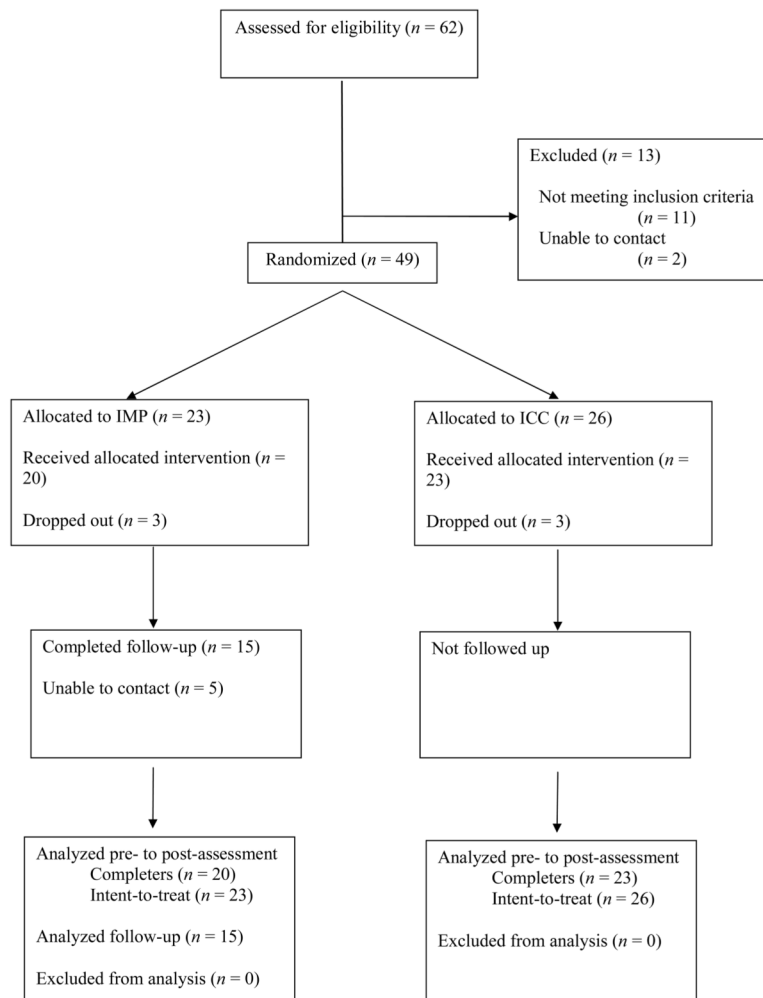 Assessed for eligibility (n = 62)
Excluded (n = 13)
Not meeting inclusion criteria
(n = 11)
Unable to contact
(n = 2)
Randomized (n = 49)
Allocated to IMP (n = 23)
Received allocated intervention (n =
20)
Dropped out (n = 3)
Allocated to ICC (n = 26)
Received allocated intervention (n =
23)
Dropped out (n = 3)
Completed follow-up (n = 15)
Unable to contact (n = 5)
Not followed up
Analyzed pre- to post-assessment
Completers (n = 20)
Intent-to-treat (n = 23)
Analyzed follow-up (n = 15)
Excluded from analysis (n = 0)
Analyzed pre- to post-assessment
Completers (n = 23)
Intent-to-treat (n = 26)
Excluded from analysis (n = 0)